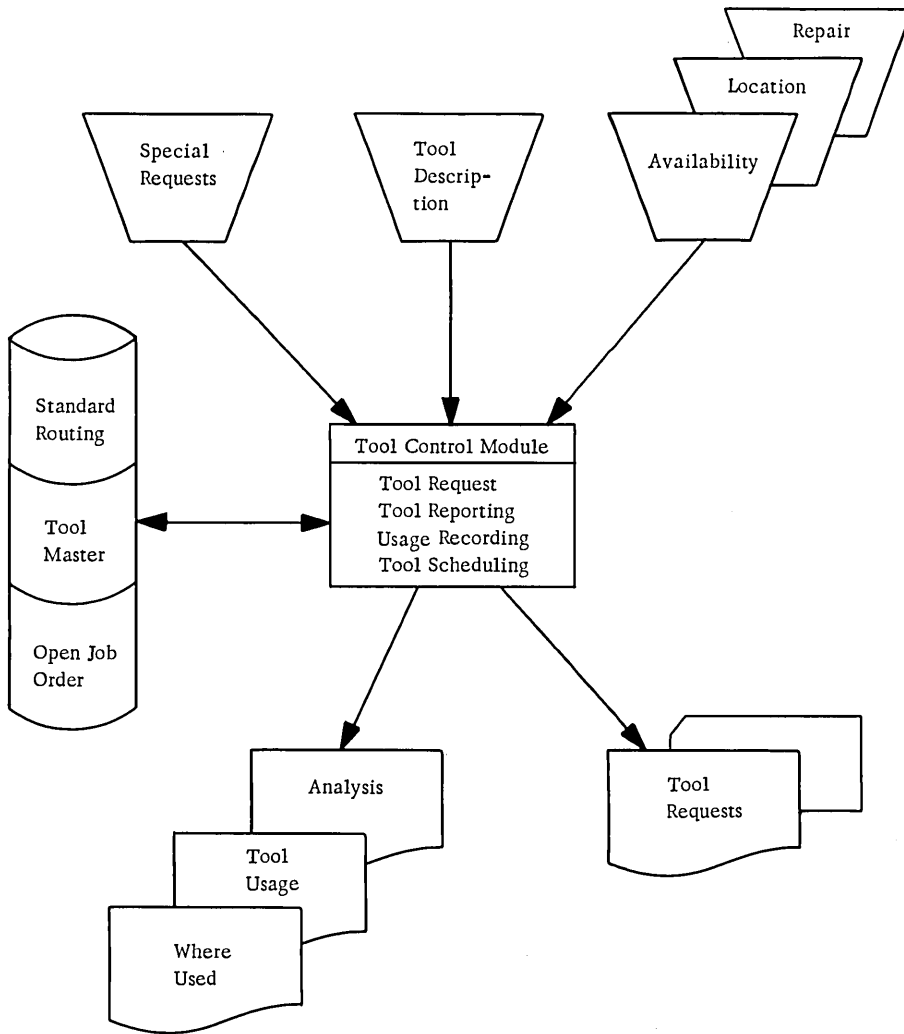 Repair
Location
Availability
Special
Requests
Tool
Descrip-
tion
Standard
Routing
Tool
Master
Open Job
Order
Tool Control Module
Tool Request
Tool Reporting
Usage Recording
Tool Scheduling
Analysis
Tool
Usage
Where
Used
Tool
Requests